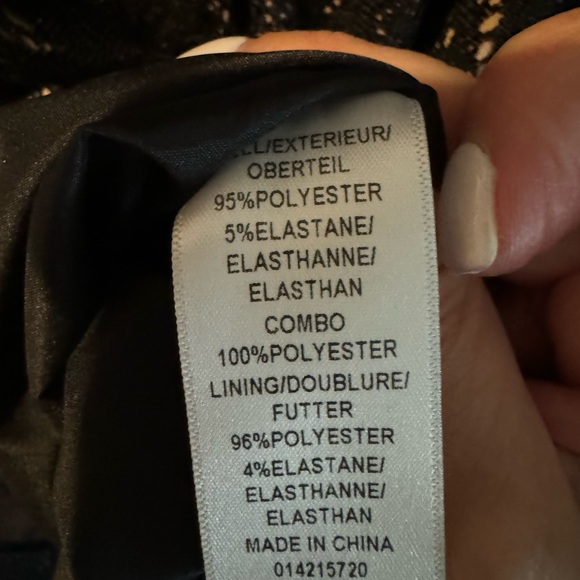 OBERTEIL
95%POLYESTER
5%ELASTANE/
ELASTHANNE/
ELASTHAN
COMBO
100%POLYESTER
LINING/DOUBLURE/
FUTTER
96%POLYESTER
4%ELASTANE/
ELASTHANNE/
ELASTHAN
MADE IN CHINA
014215720